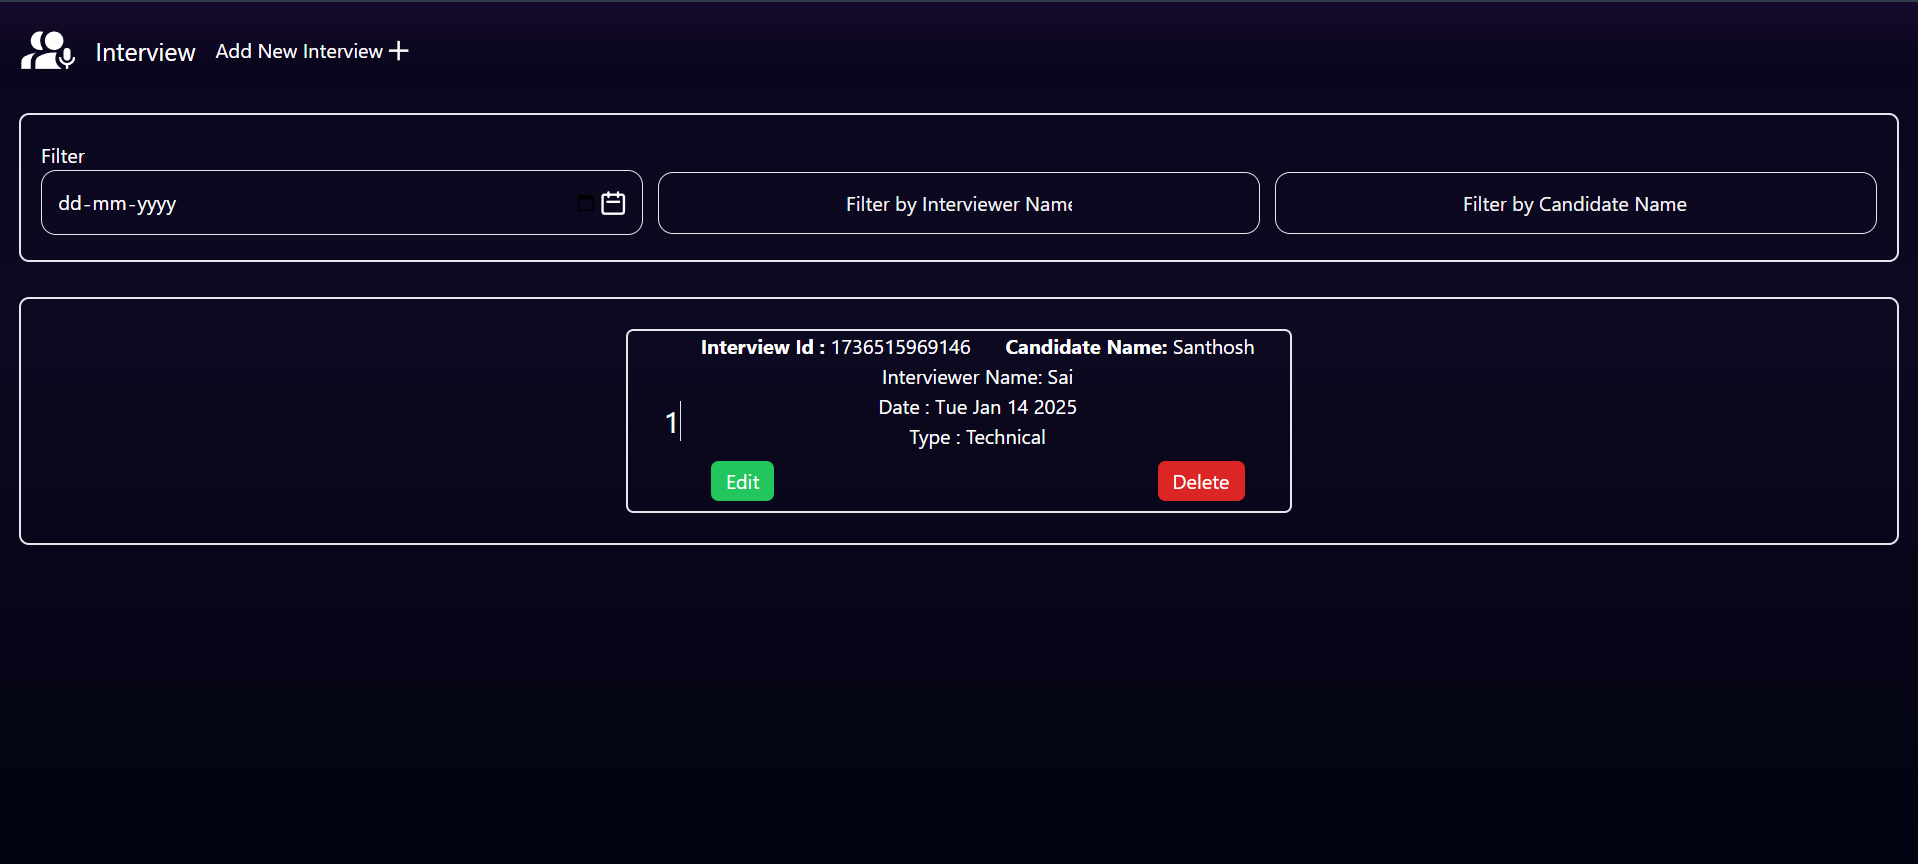 Interview Add New Interview
Filter
dd-mm-yyyy Filter by Interviewer Name Filter by Candidate Name
Interview Id : 1736515969146 Candidate Name: Santhosh
Interviewer Name: Sai
Date : Tue Jan 14 2025
1
Type : Technical
Edit Delete